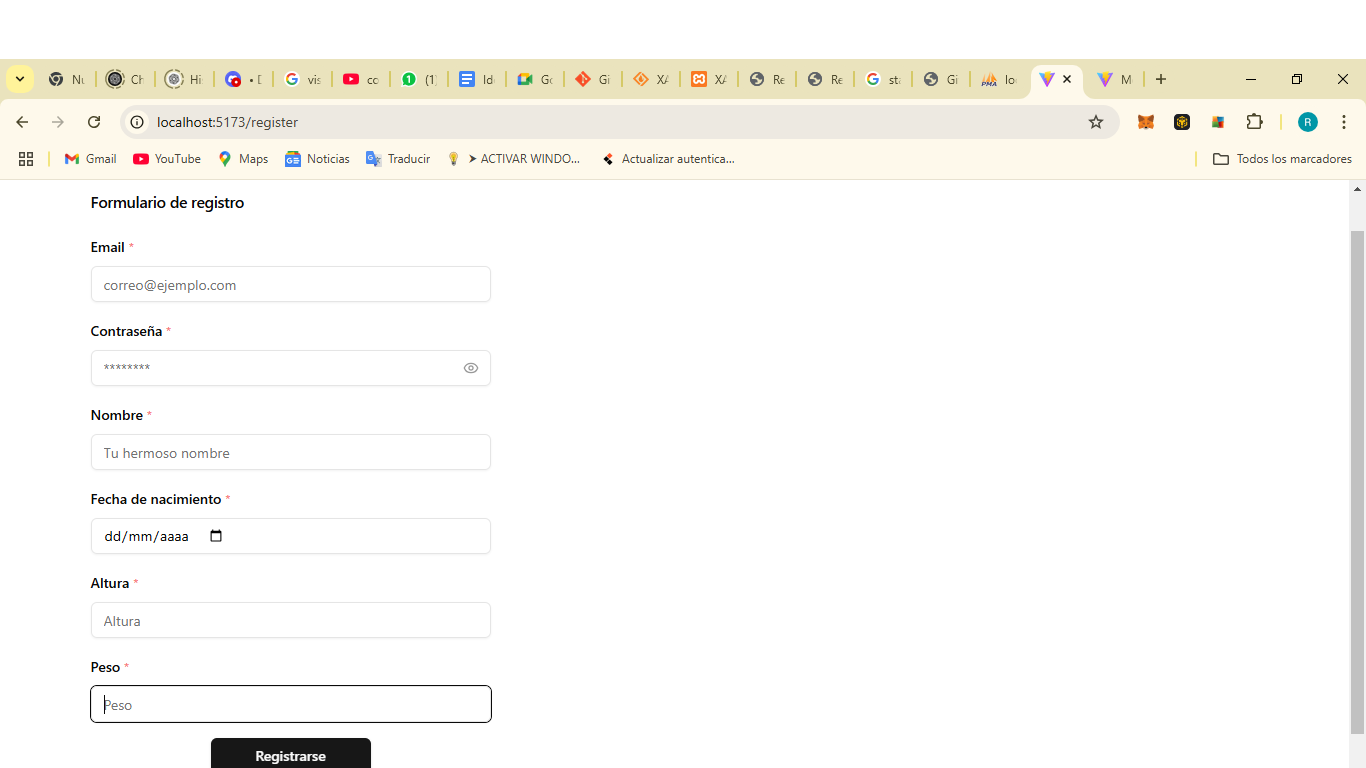 Nu
Ch
Hi
• D
vis
co
(1)
Ide
Go
Gi
XA
XA
Re
Re
sta
Gi
lo
M
localhost:5173/register
R
Gmail
YouTube
Maps
Noticias
Traducir
➤ ACTIVAR WINDO...
Actualizar autentica...
Todos los marcadores
Formulario de registro
Email *
correo@ejemplo.com
Contraseña *
********
Nombre *
Tu hermoso nombre
Fecha de nacimiento *
dd/mm/aaaa
Altura *
Altura
Peso *
Peso
Registrarse